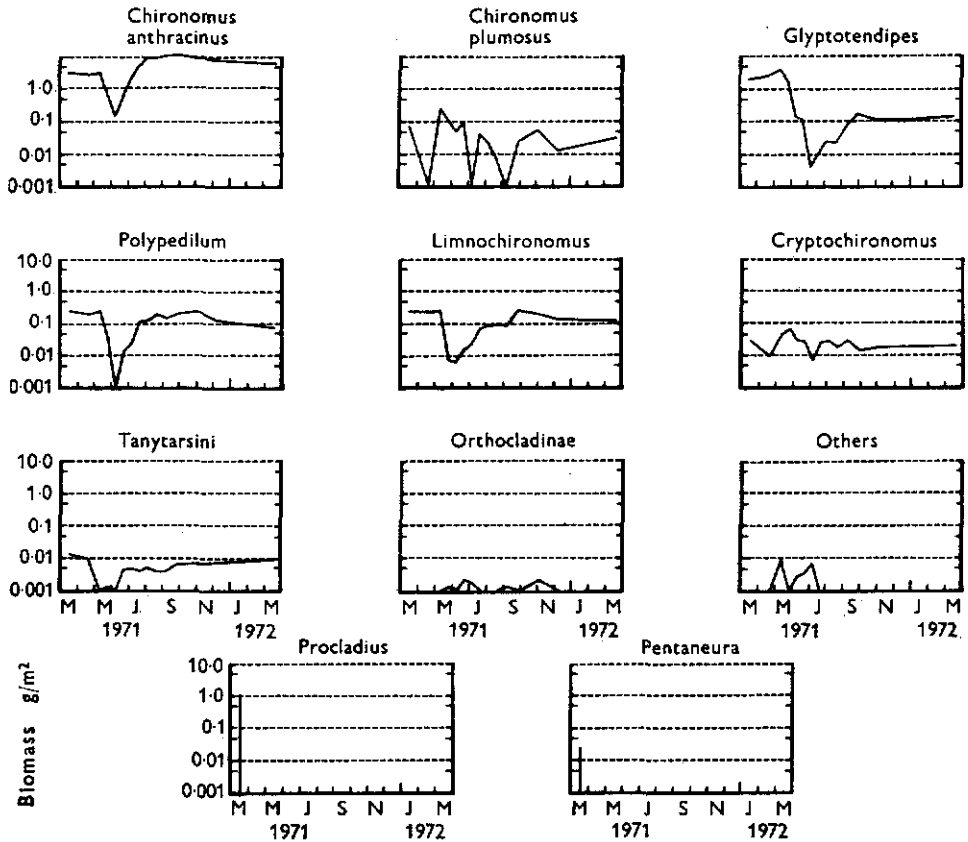 Chironomus anthracinus
Chironomus plumosus
Glyptotendipes
1·0
0·1
0·01
0·001
Polypedilum
Limnochironomus
Cryptochironomus
10·0
1·0
0·1
0·01
0·001
Tanytarsini
Orthocladinae
Others
10·0
1·0
0·1
0·01
0·001
M M J S N J M
1971 1972
M M J S N J M
1971 1972
M M J S N J M
1971 1972
Biomass g/m²
Procladius
Pentaneura
10·0
1·0
0·1
0·01
0·001
M M J S N J M
1971 1972
M M J S N J M
1971 1972